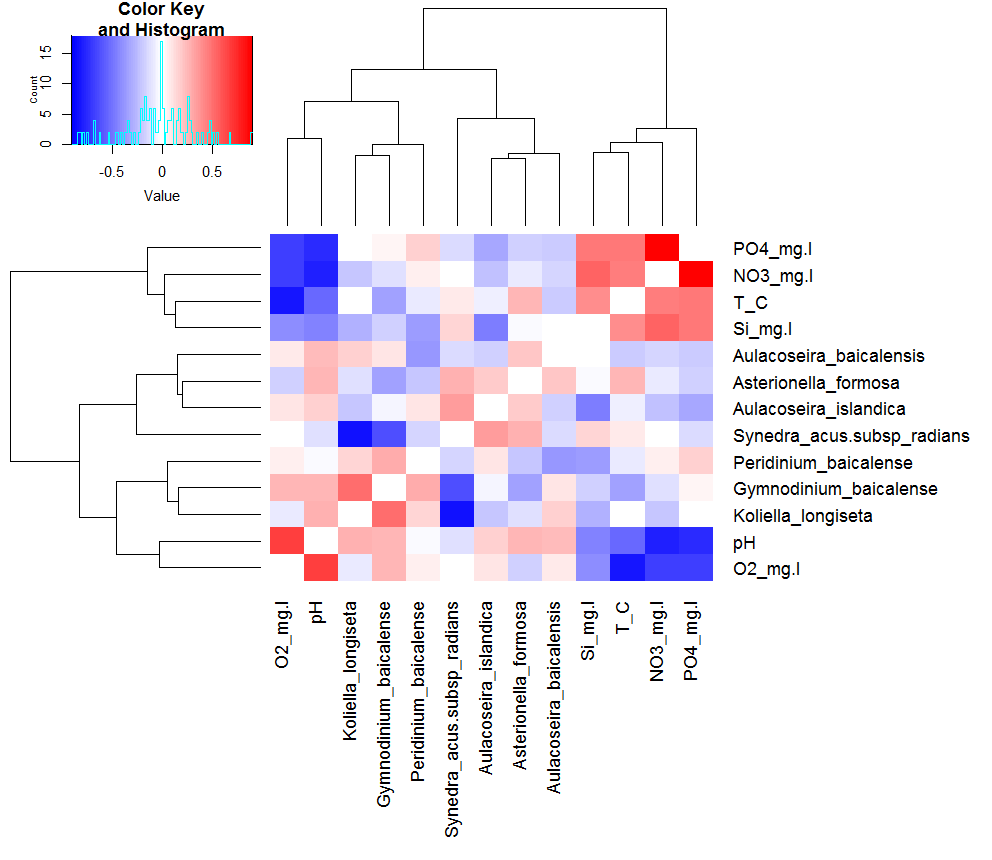 Color Key
and Histogram
Count
0
5
10
15
-0.5
0
0.5
Value
PO4_mg.l
NO3_mg.l
T_C
Si_mg.l
Aulacoseira_baicalensis
Asterionella_formosa
Aulacoseira_islandica
Synedra_acus.subsp_radians
Peridinium_baicalense
Gymnodinium_baicalense
Koliella_longiseta
pH
O2_mg.l
O2_mg.l
pH
Koliella_longiseta
Gymnodinium_baicalense
Peridinium_baicalense
Synedra_acus.subsp_radians
Aulacoseira_islandica
Asterionella_formosa
Aulacoseira_baicalensis
Si_mg.l
T_C
NO3_mg.l
PO4_mg.l